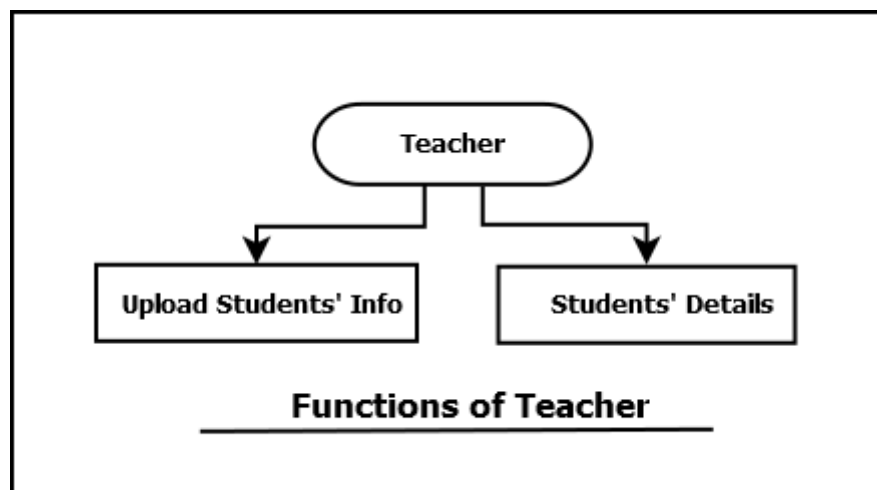 Teacher
Upload Students' Info
Students' Details
Functions of Teacher